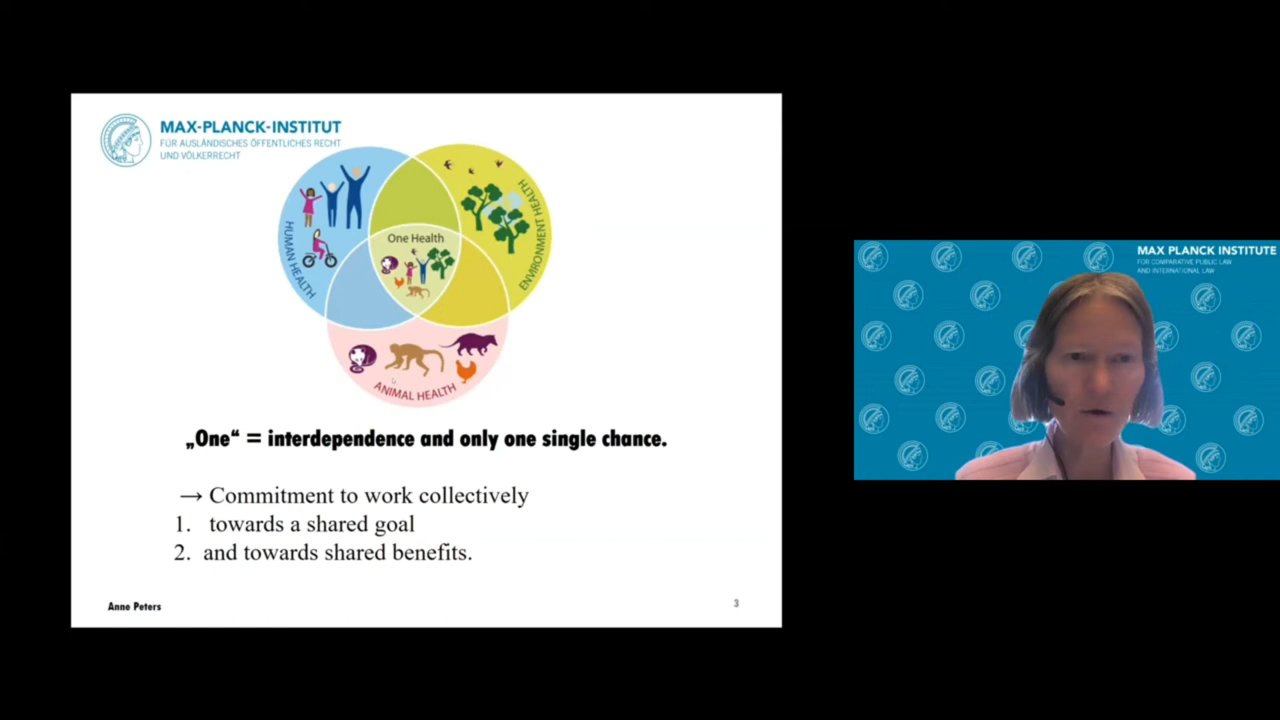 MAX-PLANCK-INSTITUT
FÜR AUSLÄNDISCHES ÖFFENTLICHES RECHT
UND VÖLKERRECHT
HUMAN HEALTH
ENVIRONMENT HEALTH
One Health
ANIMAL HEALTH
„One“ = interdependence and only one single chance.
→ Commitment to work collectively
1. towards a shared goal
2. and towards shared benefits.
Anne Peters
3
MAX PLANCK INSTITUTE
FOR COMPARATIVE PUBLIC LAW
AND INTERNATIONAL LAW